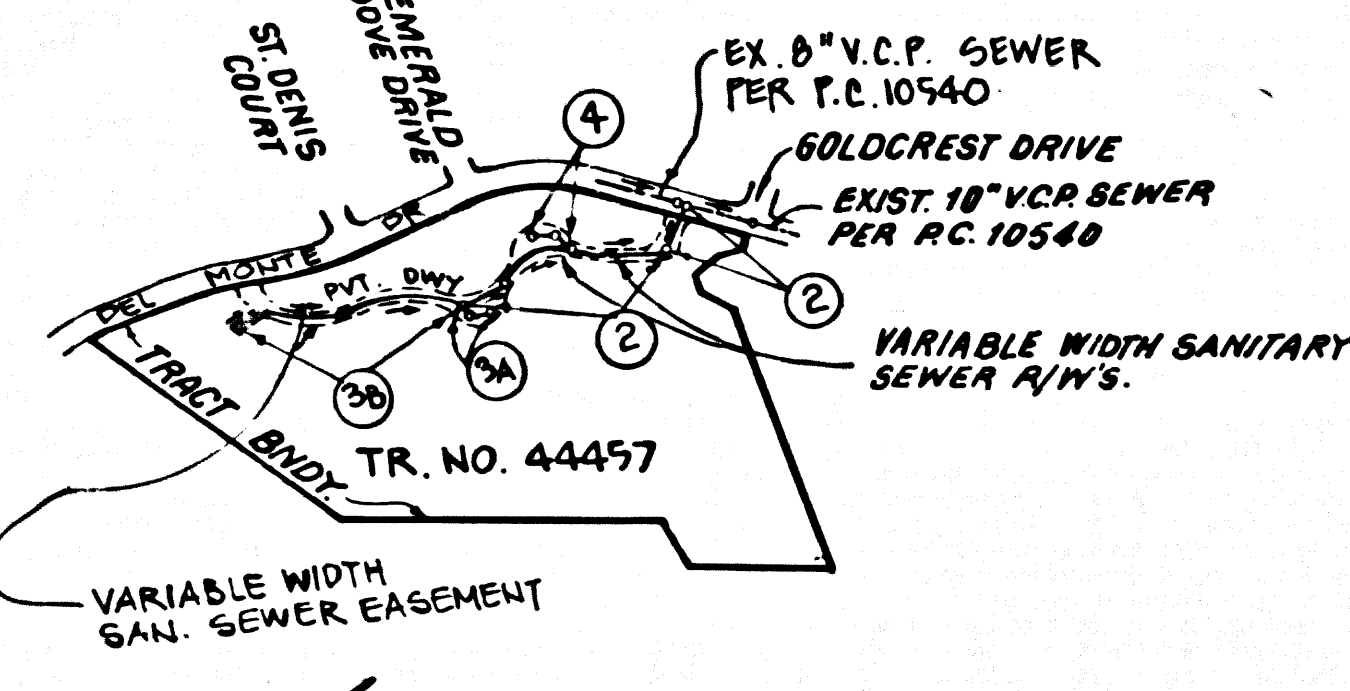 ST. DENIS
COURT
EMERALD
DRIVE
EX. 8" V.C.P. SEWER
PER P.C. 10540
4
GOLDCREST DRIVE
EXIST. 10" V.C.P. SEWER
PER P.C. 10540
DEL MONTE DR
PVT. DWY
2
2
3A
3B
VARIABLE WIDTH SANITARY
SEWER R/W'S.
TRACT BNDY.
TR. NO. 44457
VARIABLE WIDTH
SAN. SEWER EASEMENT